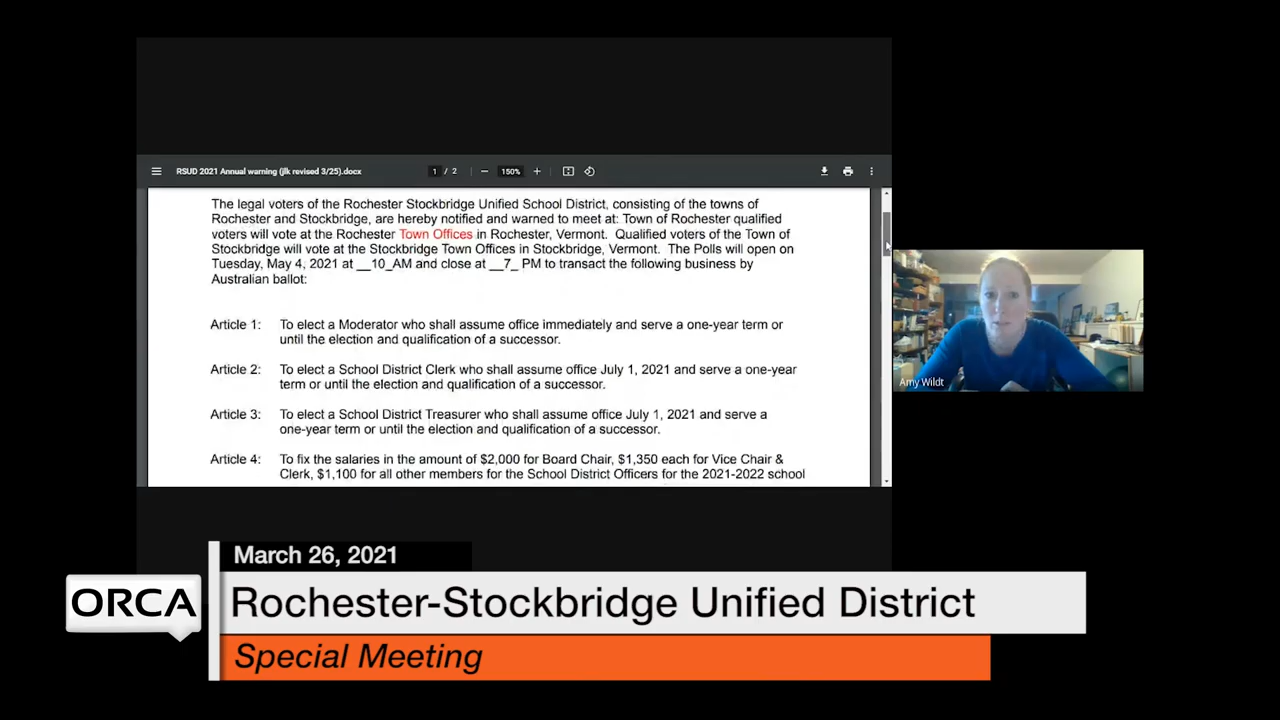 RSUD 2021 Annual warning (jlk revised 3/25).docx
1 / 2
150%
The legal voters of the Rochester Stockbridge Unified School District, consisting of the towns of
Rochester and Stockbridge, are hereby notified and warned to meet at: Town of Rochester qualified
voters will vote at the Rochester Town Offices in Rochester, Vermont. Qualified voters of the Town of
Stockbridge will vote at the Stockbridge Town Offices in Stockbridge, Vermont. The Polls will open on
Tuesday, May 4, 2021 at __10_AM and close at __7_ PM to transact the following business by
Australian ballot:
Article 1: To elect a Moderator who shall assume office immediately and serve a one-year term or
until the election and qualification of a successor.
Article 2: To elect a School District Clerk who shall assume office July 1, 2021 and serve a one-year
term or until the election and qualification of a successor.
Article 3: To elect a School District Treasurer who shall assume office July 1, 2021 and serve a
one-year term or until the election and qualification of a successor.
Article 4: To fix the salaries in the amount of $2,000 for Board Chair, $1,350 each for Vice Chair &
Clerk, $1,100 for all other members for the School District Officers for the 2021-2022 school
Amy Wildt
March 26, 2021
ORCA
Rochester-Stockbridge Unified District
Special Meeting